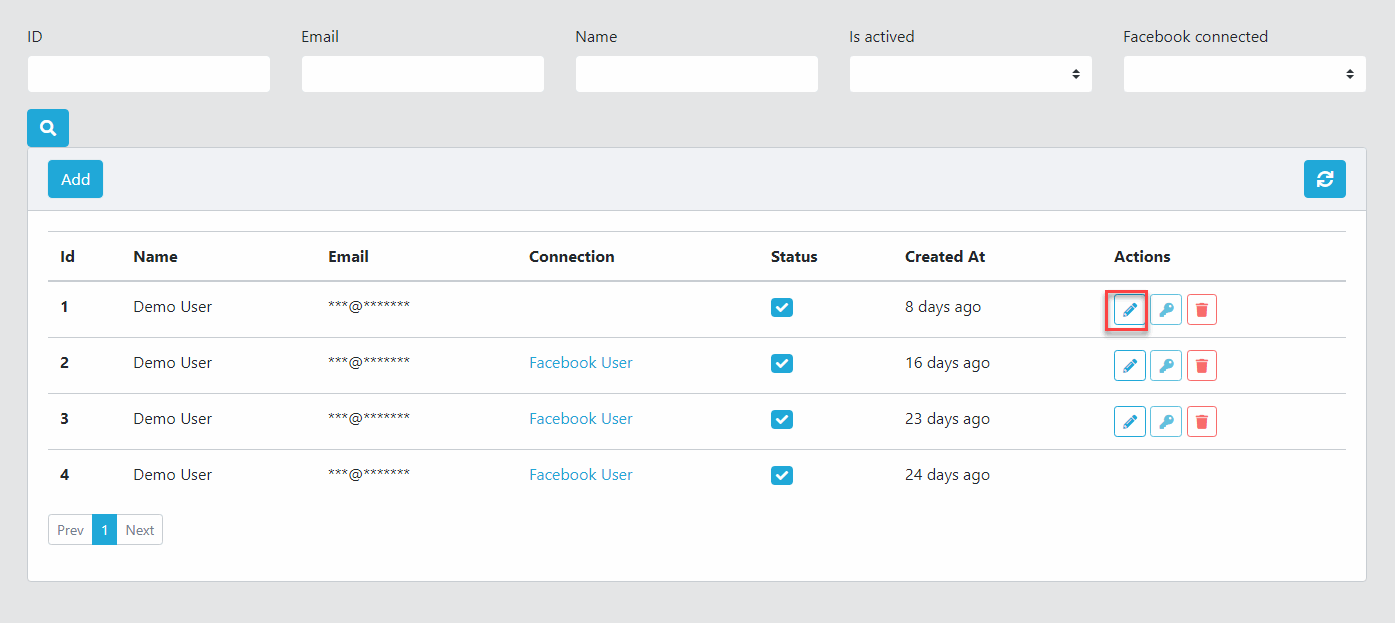 ID Email Name Is actived Facebook connected
Add
Id Name Email Connection Status Created At Actions
1 Demo User ***@******* 8 days ago
2 Demo User ***@******* Facebook User 16 days ago
3 Demo User ***@******* Facebook User 23 days ago
4 Demo User ***@******* Facebook User 24 days ago
Prev 1 Next